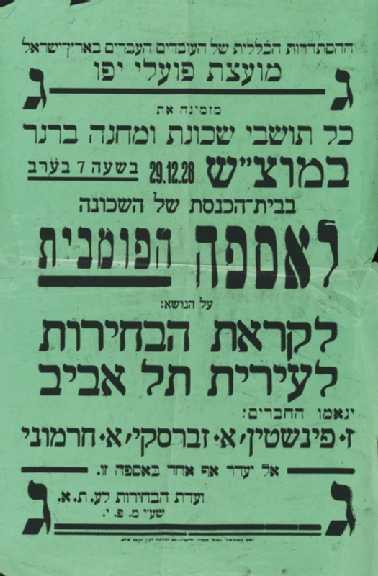 ההסתדרות הכללית של העובדים העברים בארץ-ישראל
מועצת פועלי יפו
ג ג
מזמינה את
כל תושבי שכונת ומחנה ברנר
במוצ״ש 29.12.28 בשעה 7 בערב
בבית-הכנסת של השכונה
לאספה הפומבית
על הנושא:
לקראת הבחירות
לעירית תל אביב
ינאמו החברים:
ז. פינשטין, א. זברסקי, א. חרמוני
אל יעדר אף אחד באספה זו.
ג ג
ועדת הבחירות לע. ת. א.
שע״י מ. פ. י.